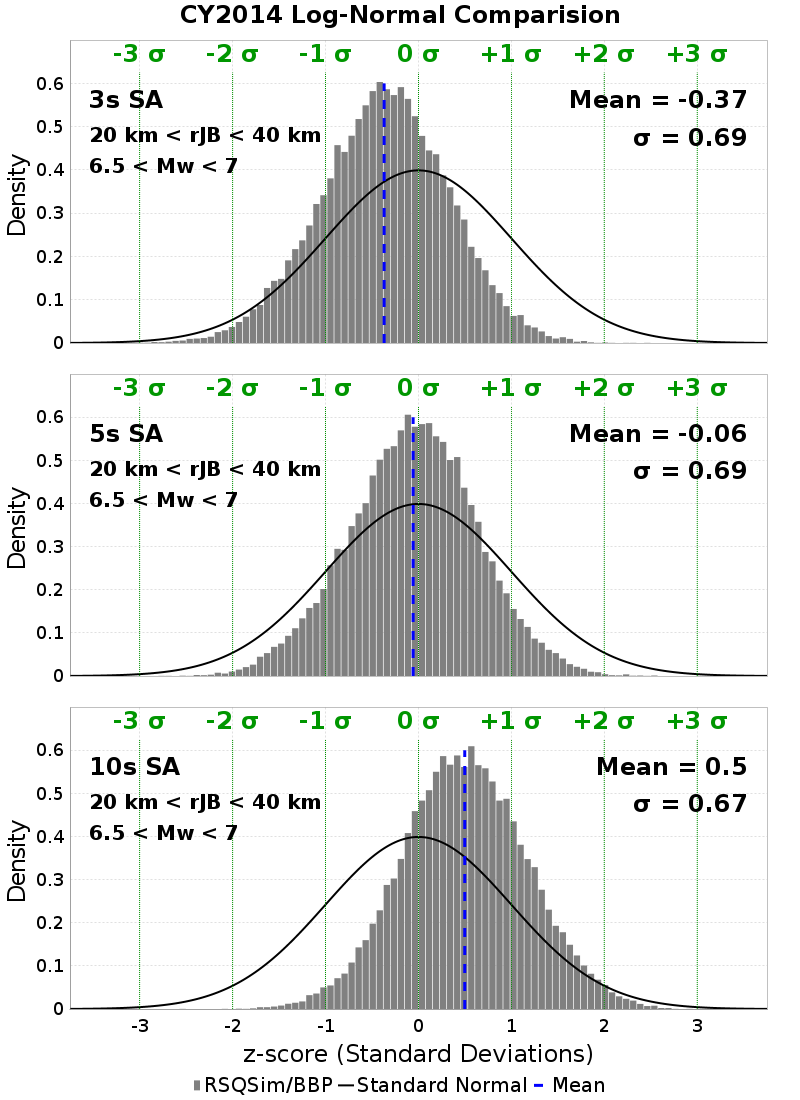 CY2014 Log-Normal Comparision
-3 σ -2 σ -1 σ 0 σ +1 σ +2 σ +3 σ
3s SA
20 km < rJB < 40 km
6.5 < Mw < 7
Mean = -0.37
σ = 0.69
Density
0.6
0.5
0.4
0.3
0.2
0.1
0
-3 σ -2 σ -1 σ 0 σ +1 σ +2 σ +3 σ
5s SA
20 km < rJB < 40 km
6.5 < Mw < 7
Mean = -0.06
σ = 0.69
Density
0.6
0.5
0.4
0.3
0.2
0.1
0
-3 σ -2 σ -1 σ 0 σ +1 σ +2 σ +3 σ
10s SA
20 km < rJB < 40 km
6.5 < Mw < 7
Mean = 0.5
σ = 0.67
Density
0.6
0.5
0.4
0.3
0.2
0.1
0
-3 -2 -1 0 1 2 3
z-score (Standard Deviations)
RSQSim/BBP Standard Normal Mean